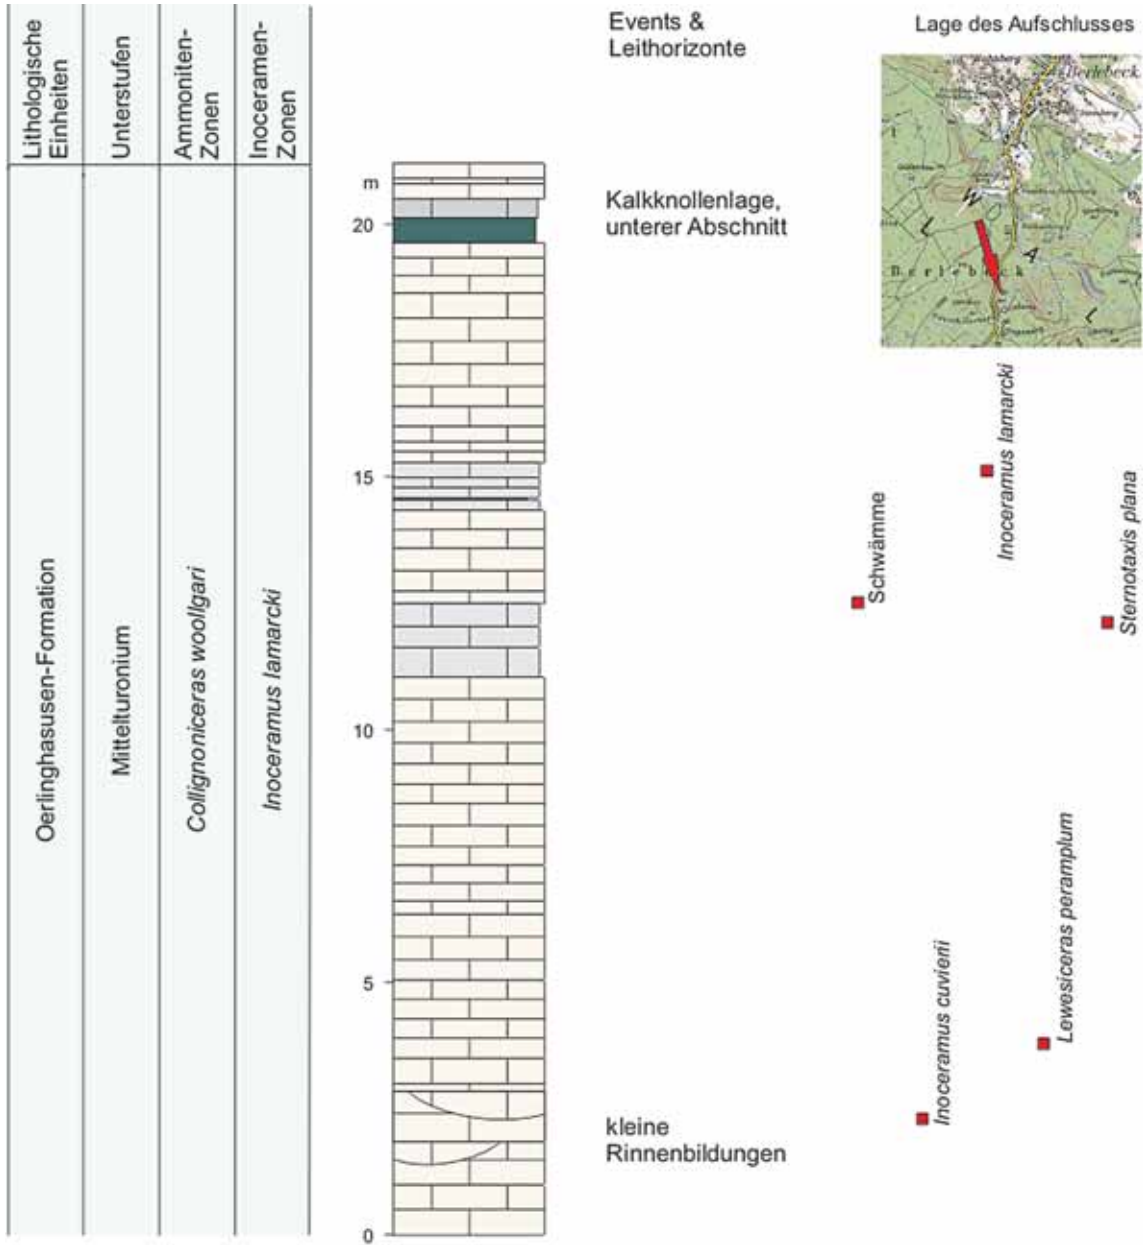 Lithologische
Einheiten
Unterstufen
Ammoniten-
Zonen
Inoceramen-
Zonen
Events &
Leithorizonte
Lage des Aufschlusses
Berlebeck
W
L
A
Berlebeck
L
m
20
15
10
5
0
Kalkknollenlage,
unterer Abschnitt
Oerlinghasusen-Formation
Mittelturonium
Collignoniceras woollgari
Inoceramus lamarcki
Schwämme
Inoceramus lamarcki
Sternotaxis plana
Inoceramus cuvierii
Lewesiceras peramplum
kleine
Rinnenbildungen